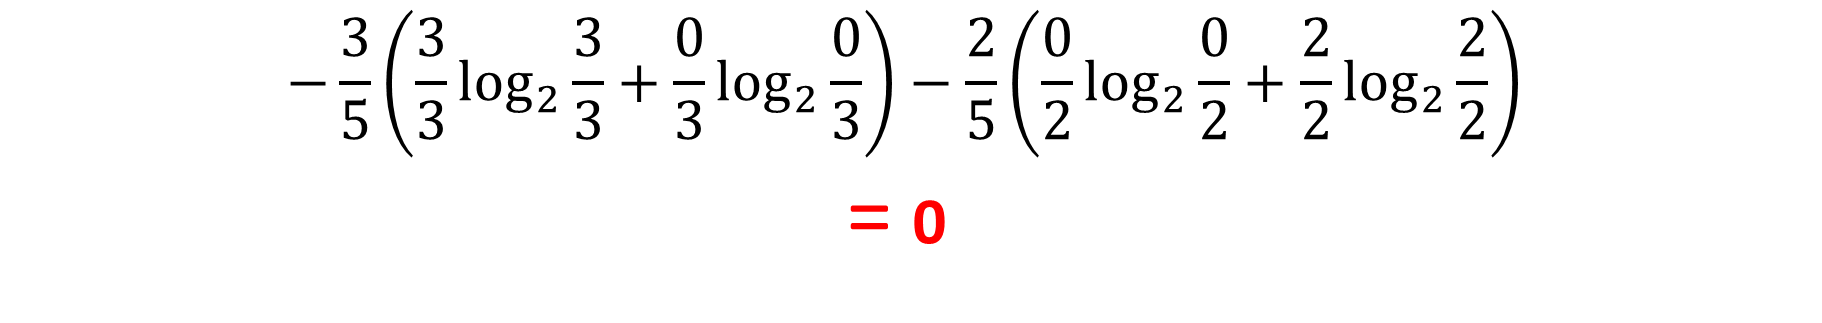 − 3/5 ( 3/3 log₂ 3/3 + 0/3 log₂ 0/3 ) − 2/5 ( 0/2 log₂ 0/2 + 2/2 log₂ 2/2 )
= 0